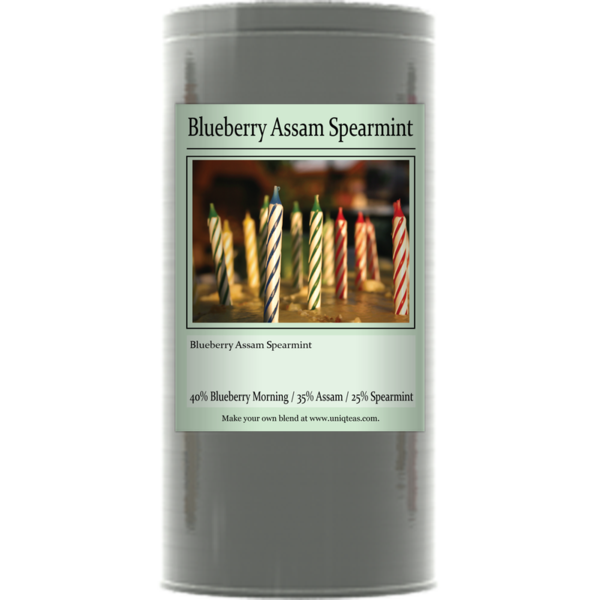 Blueberry Assam Spearmint
Blueberry Assam Spearmint
40% Blueberry Morning / 35% Assam / 25% Spearmint
Make your own blend at www.uniqteas.com.